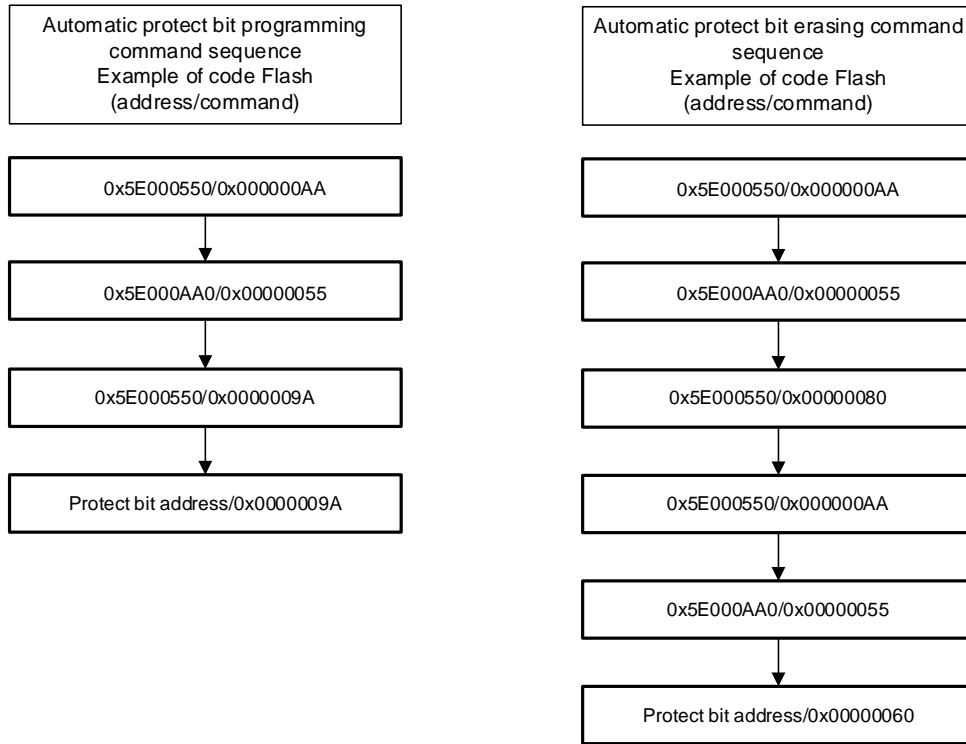 Automatic protect bit programming
command sequence
Example of code Flash
(address/command)
0x5E000550/0x000000AA
0x5E000AA0/0x00000055
0x5E000550/0x0000009A
Protect bit address/0x0000009A
Automatic protect bit erasing command
sequence
Example of code Flash
(address/command)
0x5E000550/0x000000AA
0x5E000AA0/0x00000055
0x5E000550/0x00000080
0x5E000550/0x000000AA
0x5E000AA0/0x00000055
Protect bit address/0x00000060